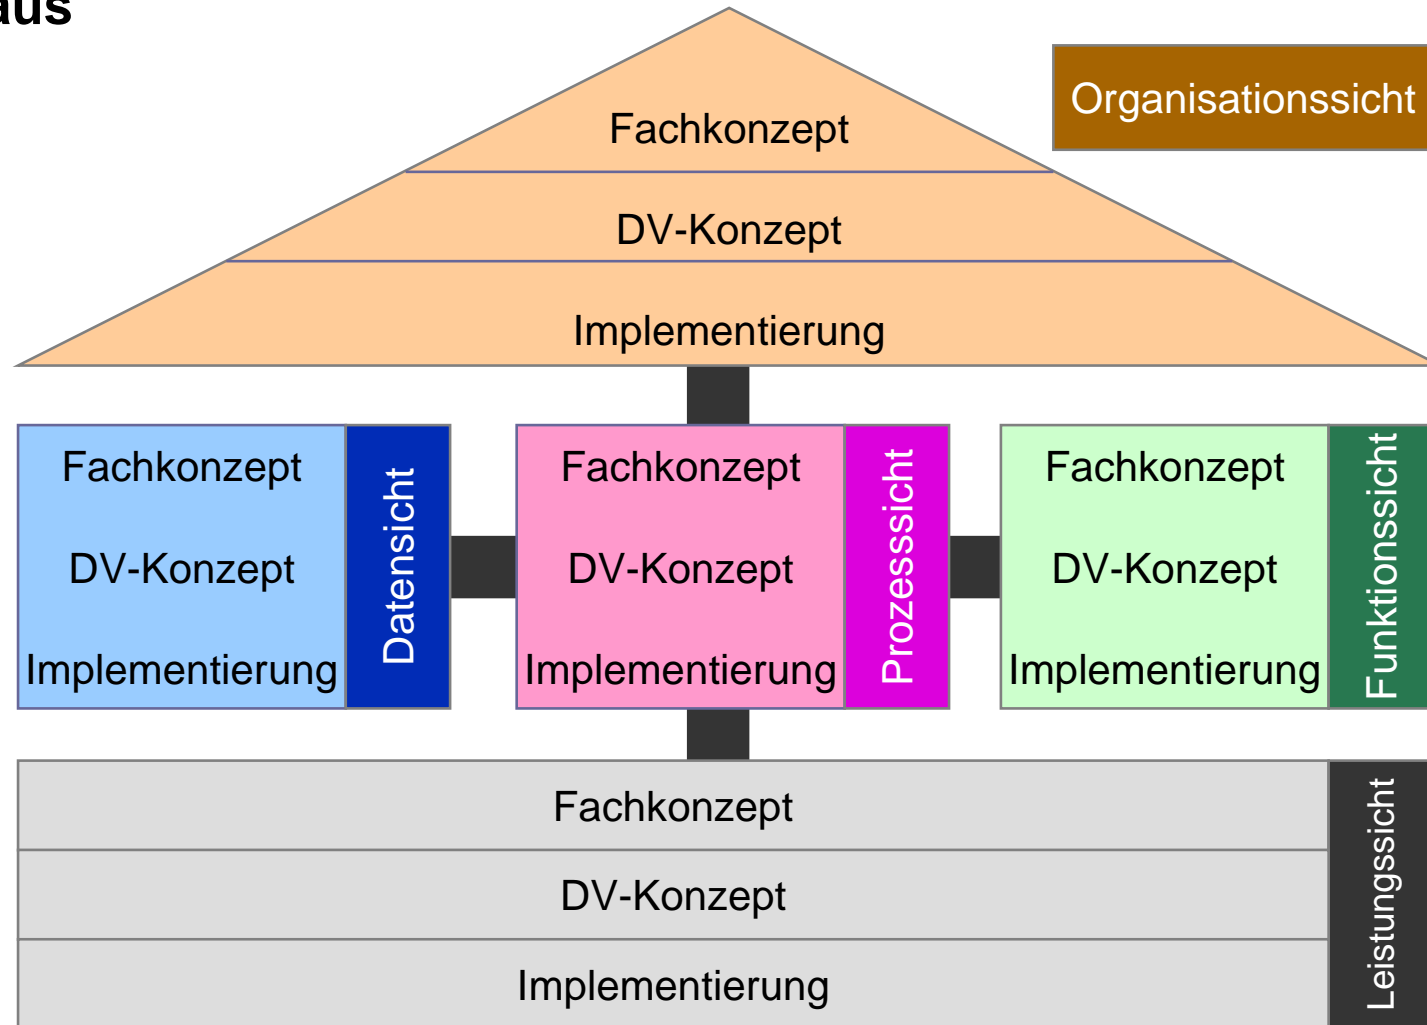 aus
Organisationssicht
Fachkonzept
DV-Konzept
Implementierung
Fachkonzept
DV-Konzept
Implementierung
Datensicht
Fachkonzept
DV-Konzept
Implementierung
Prozesssicht
Fachkonzept
DV-Konzept
Implementierung
Funktionssicht
Fachkonzept
DV-Konzept
Implementierung
Leistungssicht